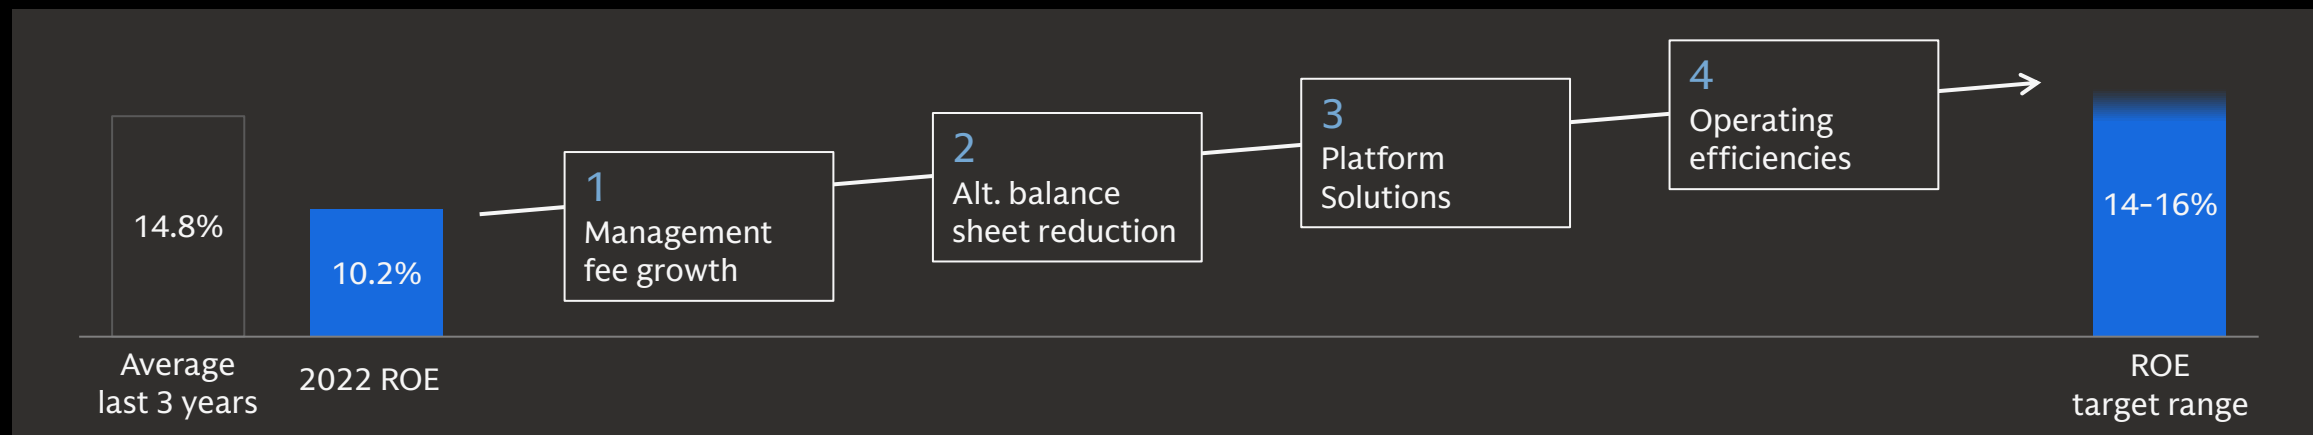 14.8%
Average
last 3 years
10.2%
2022 ROE
1
Management
fee growth
2
Alt. balance
sheet reduction
3
Platform
Solutions
4
Operating
efficiencies
14-16%
ROE
target range